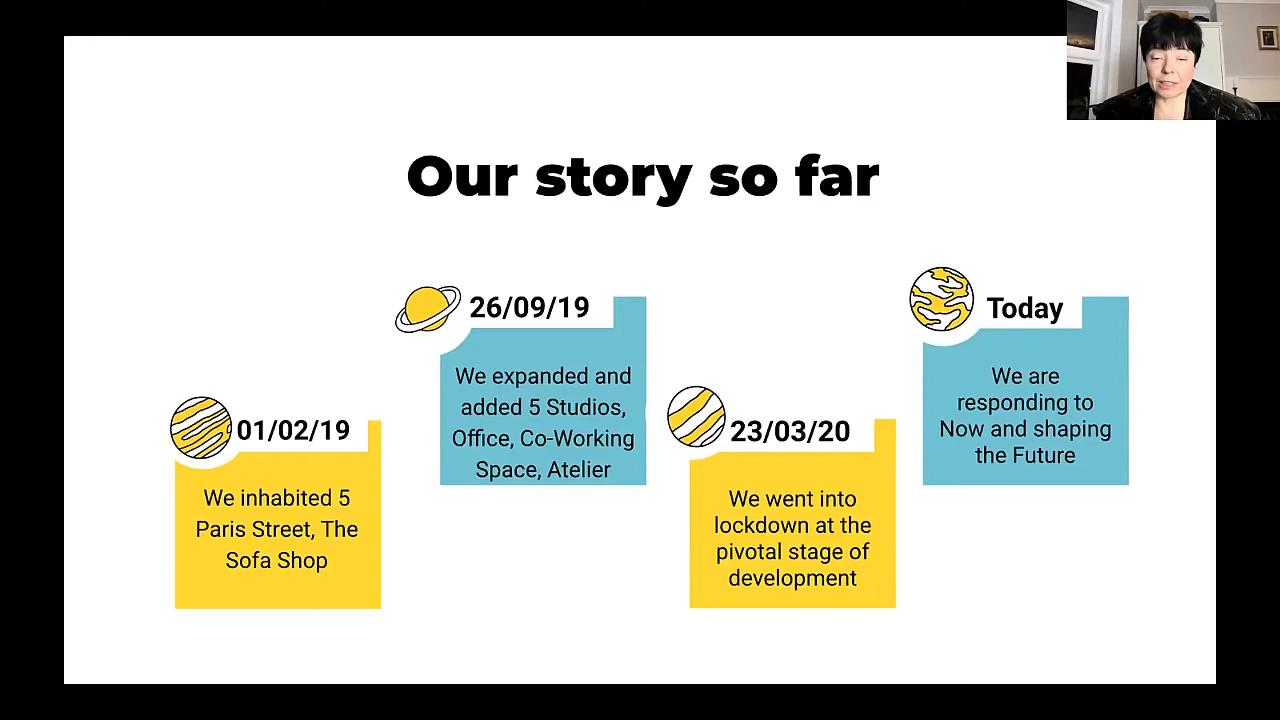 Our story so far
01/02/19
We inhabited 5
Paris Street, The
Sofa Shop
26/09/19
We expanded and
added 5 Studios,
Office, Co-Working
Space, Atelier
23/03/20
We went into
lockdown at the
pivotal stage of
development
Today
We are
responding to
Now and shaping
the Future